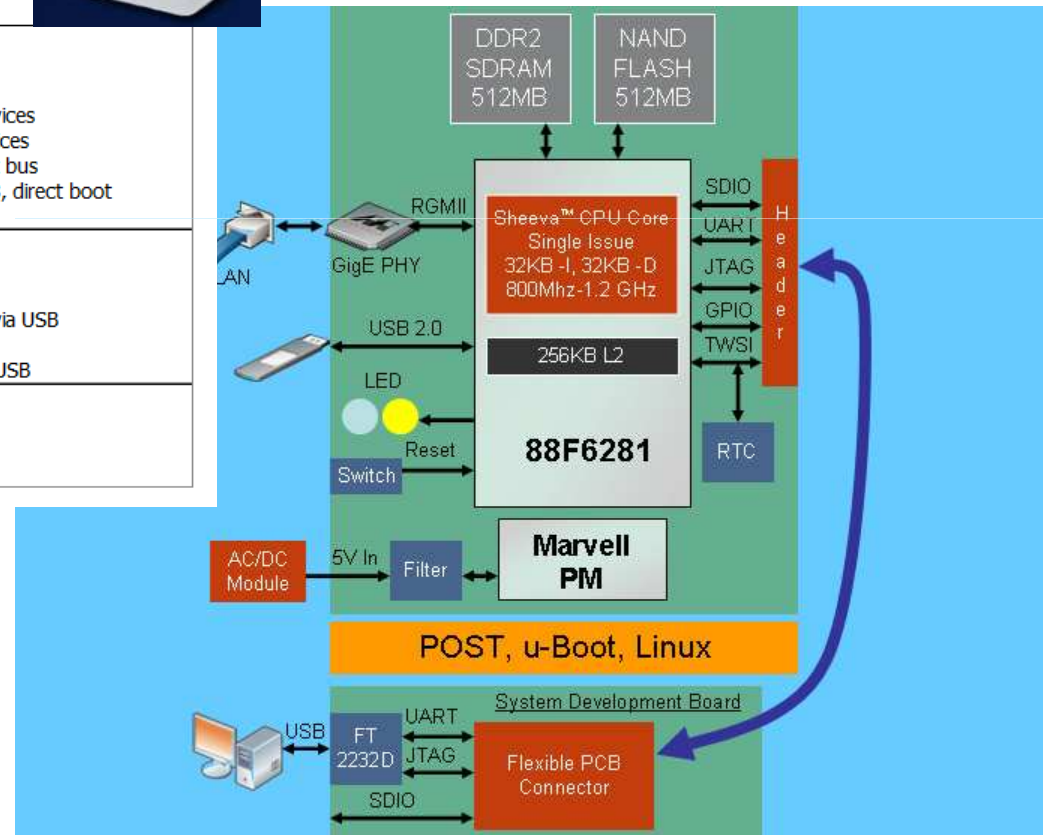 vices
ces
bus
, direct boot
via USB
USB
DDR2
SDRAM
512MB
NAND
FLASH
512MB
SDIO
UART
JTAG
GPIO
TWSI
Header
RGMII
GigE PHY
LAN
USB 2.0
LED
Reset
Switch
Sheeva™ CPU Core
Single Issue
32KB -I, 32KB -D
800Mhz-1.2 GHz
256KB L2
88F6281
RTC
AC/DC
Module
5V In
Filter
Marvell
PM
POST, u-Boot, Linux
System Development Board
USB
FT
2232D
UART
JTAG
SDIO
Flexible PCB
Connector